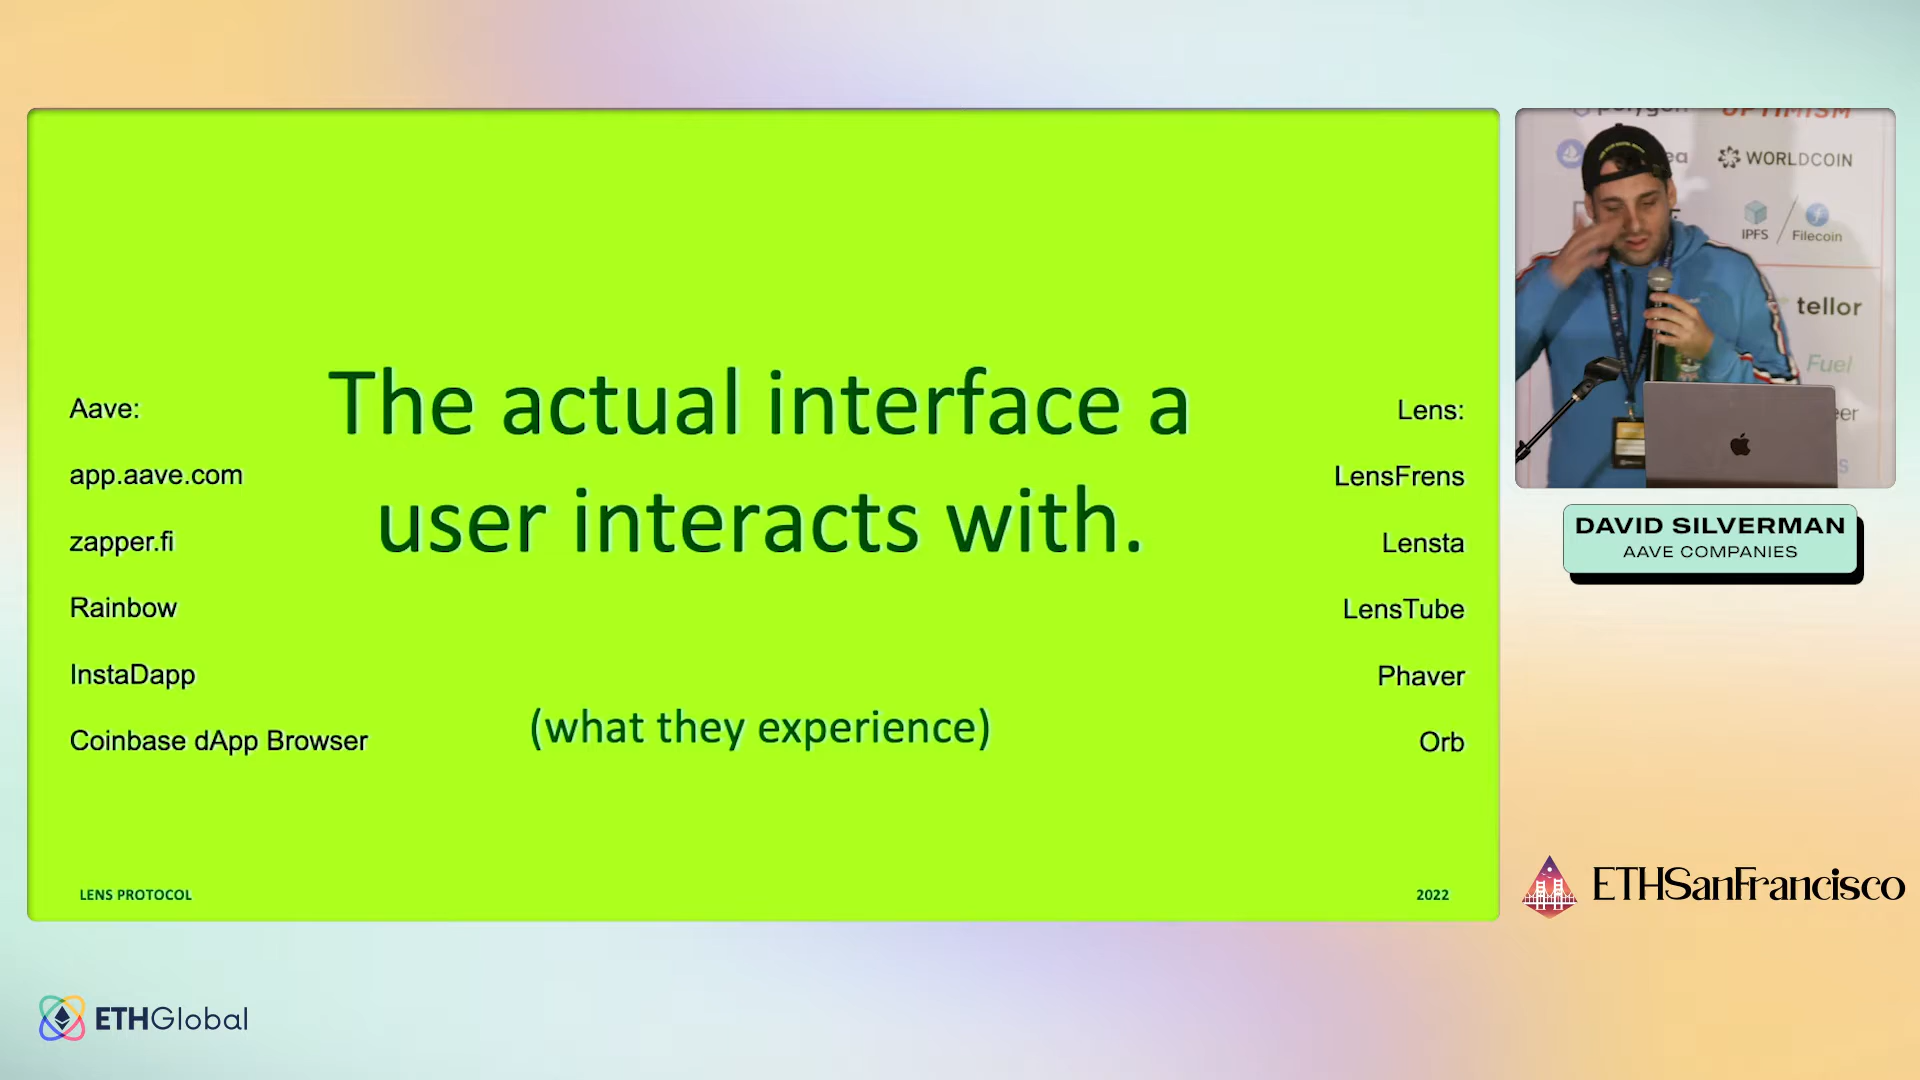 Aave:
app.aave.com
zapper.fi
Rainbow
InstaDapp
Coinbase dApp Browser
The actual interface a
user interacts with.
(what they experience)
Lens:
LensFrens
Lensta
LensTube
Phaver
Orb
LENS PROTOCOL
2022
polygon
OPTIMISM
WORLDCOIN
IPFS
Filecoin
tellor
Fuel
DAVID SILVERMAN
AAVE COMPANIES
ETHSanFrancisco
ETHGlobal